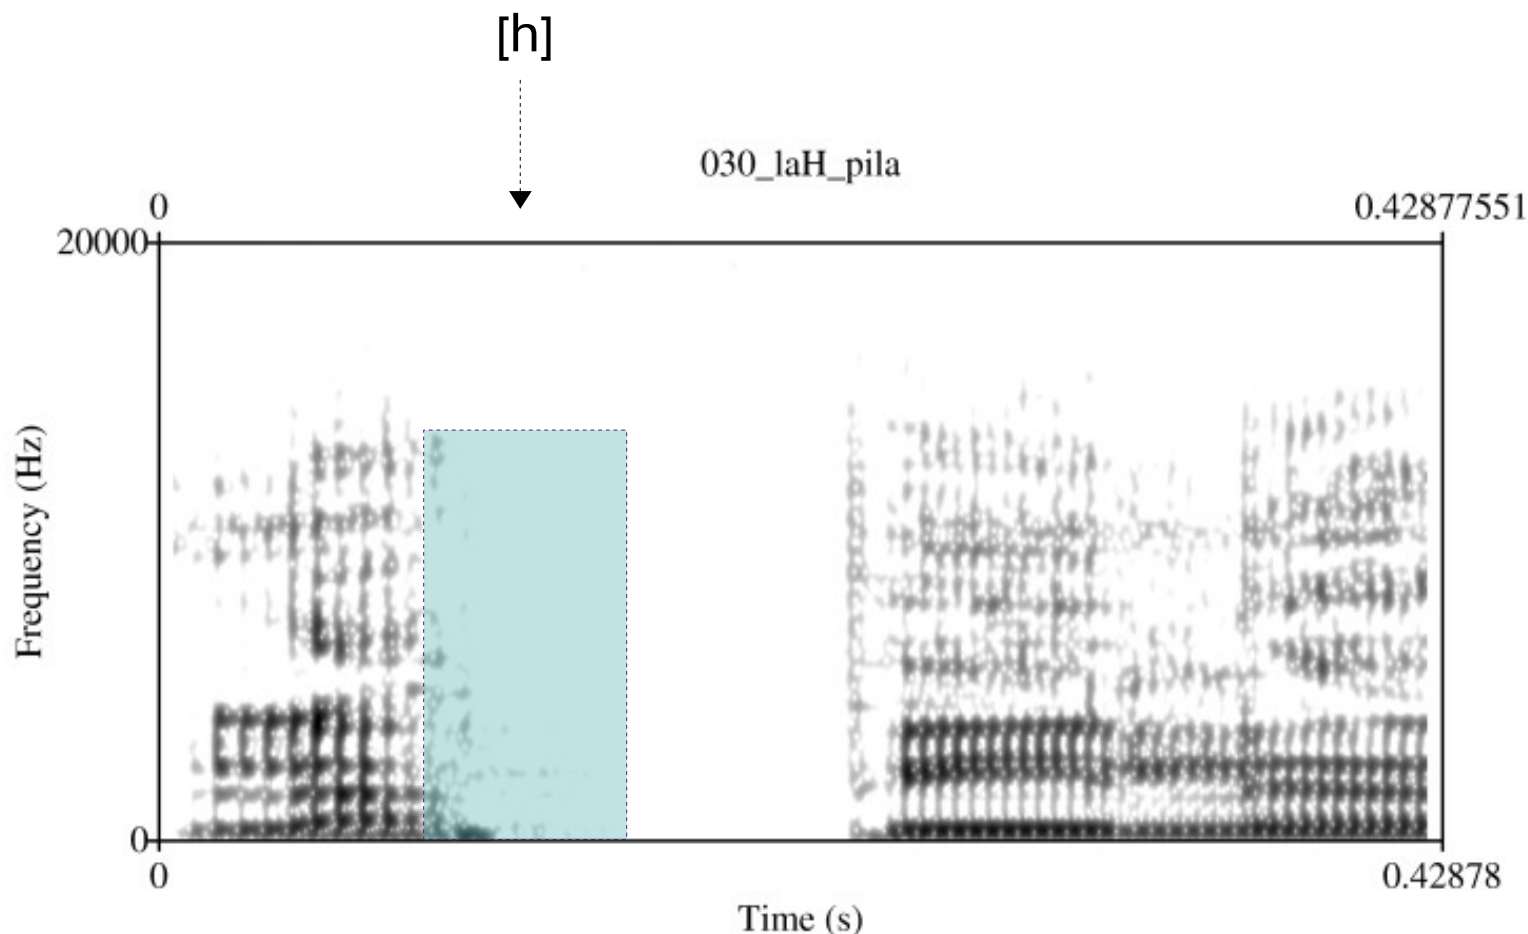 [h]
030_laH_pila
0 0.42877551
20000
Frequency (Hz)
0
0 0.42878
Time (s)